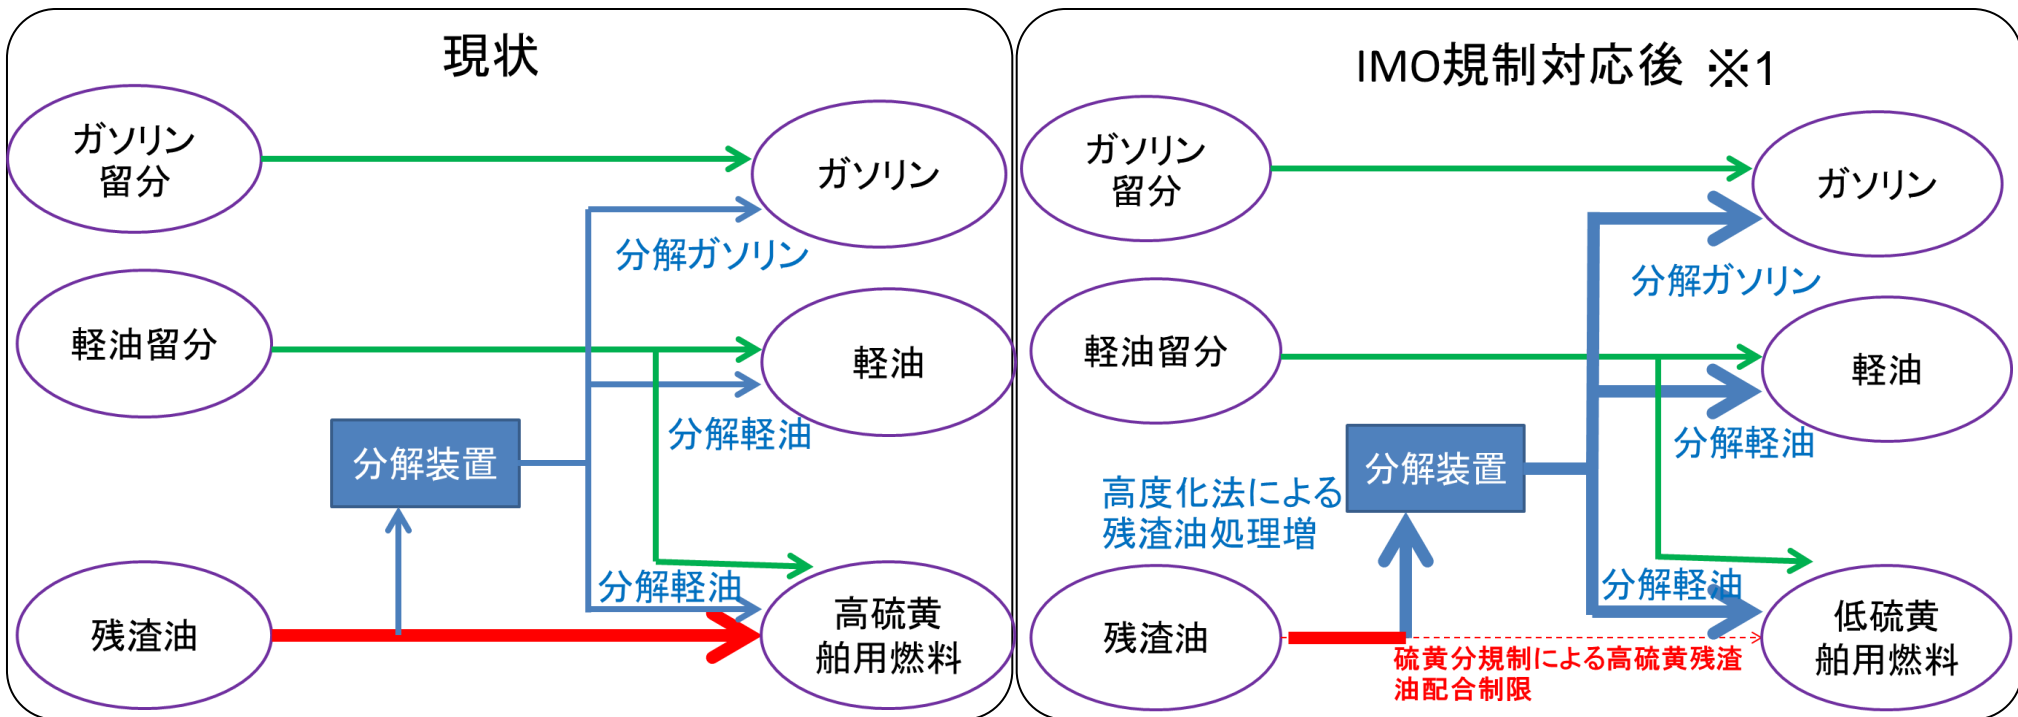 現状
ガソリン
留分
ガソリン
分解ガソリン
軽油留分
軽油
分解軽油
分解装置
分解軽油
残渣油
高硫黄
舶用燃料
IMO規制対応後 ※1
ガソリン
留分
ガソリン
分解ガソリン
軽油留分
軽油
分解軽油
分解装置
高度化法による
残渣油処理増
分解軽油
残渣油
低硫黄
舶用燃料
硫黄分規制による高硫黄残渣
油配合制限